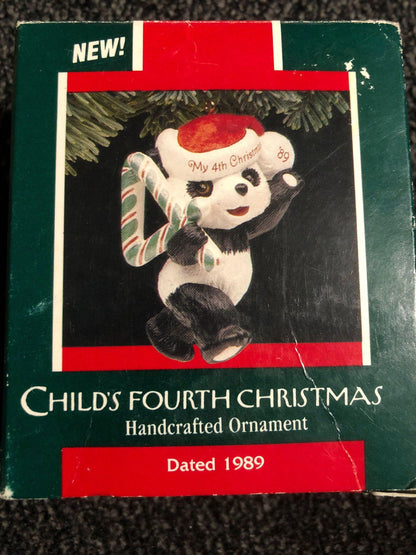 NEW!
My 4th Christmas
'89
CHILD'S FOURTH CHRISTMAS
Handcrafted Ornament
Dated 1989